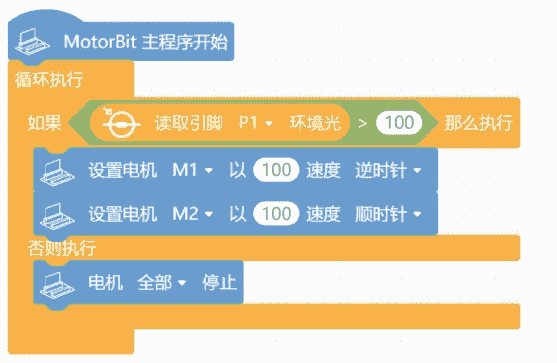 MotorBit 主程序开始
循环执行
如果 读取引脚 P1 环境光 > 100 那么执行
设置电机 M1 以 100 速度 逆时针
设置电机 M2 以 100 速度 顺时针
否则执行
电机 全部 停止